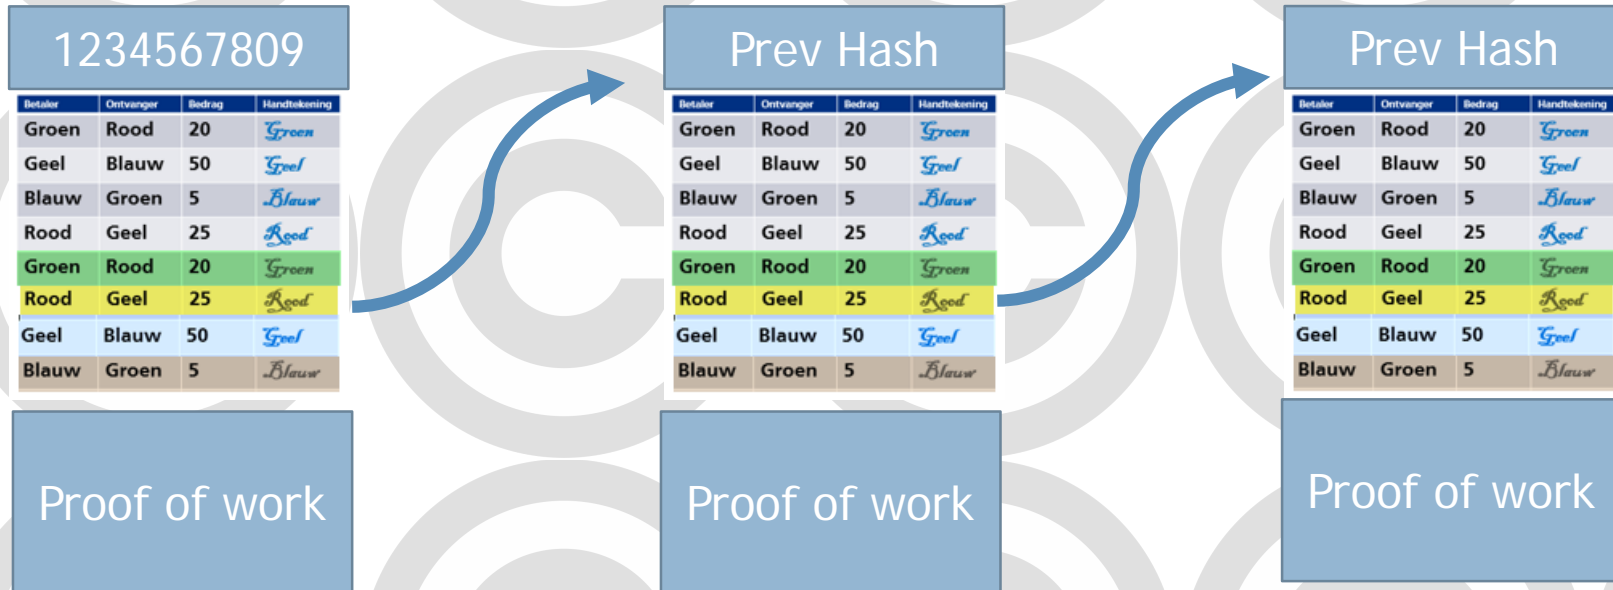 1234567809
Betaler Ontvanger Bedrag Handtekening
Groen Rood 20 Groen
Geel Blauw 50 Geel
Blauw Groen 5 Blauw
Rood Geel 25 Rood
Groen Rood 20 Groen
Rood Geel 25 Rood
Geel Blauw 50 Geel
Blauw Groen 5 Blauw
Proof of work
Prev Hash
Betaler Ontvanger Bedrag Handtekening
Groen Rood 20 Groen
Geel Blauw 50 Geel
Blauw Groen 5 Blauw
Rood Geel 25 Rood
Groen Rood 20 Groen
Rood Geel 25 Rood
Geel Blauw 50 Geel
Blauw Groen 5 Blauw
Proof of work
Prev Hash
Betaler Ontvanger Bedrag Handtekening
Groen Rood 20 Groen
Geel Blauw 50 Geel
Blauw Groen 5 Blauw
Rood Geel 25 Rood
Groen Rood 20 Groen
Rood Geel 25 Rood
Geel Blauw 50 Geel
Blauw Groen 5 Blauw
Proof of work